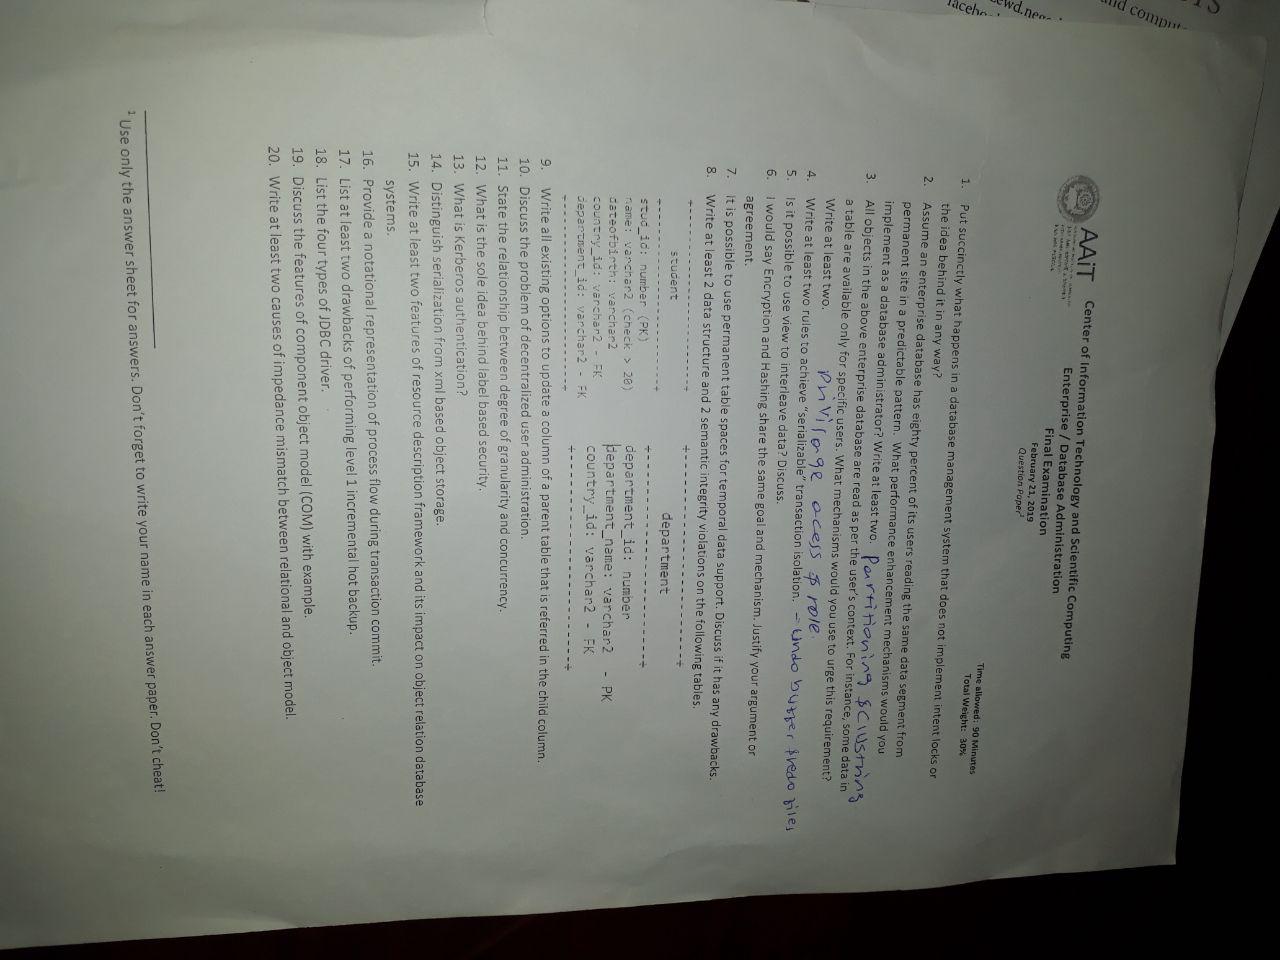 and compute
ewd.nee
faceb
AAiT
Center of Information Technology and Scientific Computing
Enterprise / Database Administration
Final Examination
February 21, 2019
Question Paper¹
Time allowed: 90 Minutes
Total Weight: 30%
1. Put succinctly what happens in a database management system that does not implement intent locks or
the idea behind it in any way?
2. Assume an enterprise database has eighty percent of its users reading the same data segment from
permanent site in a predictable pattern. What performance enhancement mechanisms would you
implement as a database administrator? Write at least two. Partitioning & Clustring
3. All objects in the above enterprise database are read as per the user's context. For instance, some data in
a table are available only for specific users. What mechanisms would you use to urge this requirement?
Write at least two. Privilage access & role.
4. Write at least two rules to achieve "serializable" transaction isolation. - Undo buffer & redo files
5. Is it possible to use view to interleave data? Discuss.
6. I would say Encryption and Hashing share the same goal and mechanism. Justify your argument or
agreement.
7. It is possible to use permanent table spaces for temporal data support. Discuss if it has any drawbacks.
8. Write at least 2 data structure and 2 semantic integrity violations on the following tables.
student
stud_id: number (PK)
name: varchar2 (check > 20)
dateofbirth: varchar2
country_id: varchar2 - FK
department_id: varchar2 - FK
department
department_id: number
department_name: varchar2 - PK
country_id: varchar2 - FK
9. Write all existing options to update a column of a parent table that is referred in the child column.
10. Discuss the problem of decentralized user administration.
11. State the relationship between degree of granularity and concurrency.
12. What is the sole idea behind label based security.
13. What is Kerberos authentication?
14. Distinguish serialization from xml based object storage.
15. Write at least two features of resource description framework and its impact on object relation database
systems.
16. Provide a notational representation of process flow during transaction commit.
17. List at least two drawbacks of performing level 1 incremental hot backup.
18. List the four types of JDBC driver.
19. Discuss the features of component object model (COM) with example.
20. Write at least two causes of impedance mismatch between relational and object model.
¹ Use only the answer sheet for answers. Don't forget to write your name in each answer paper. Don't cheat!